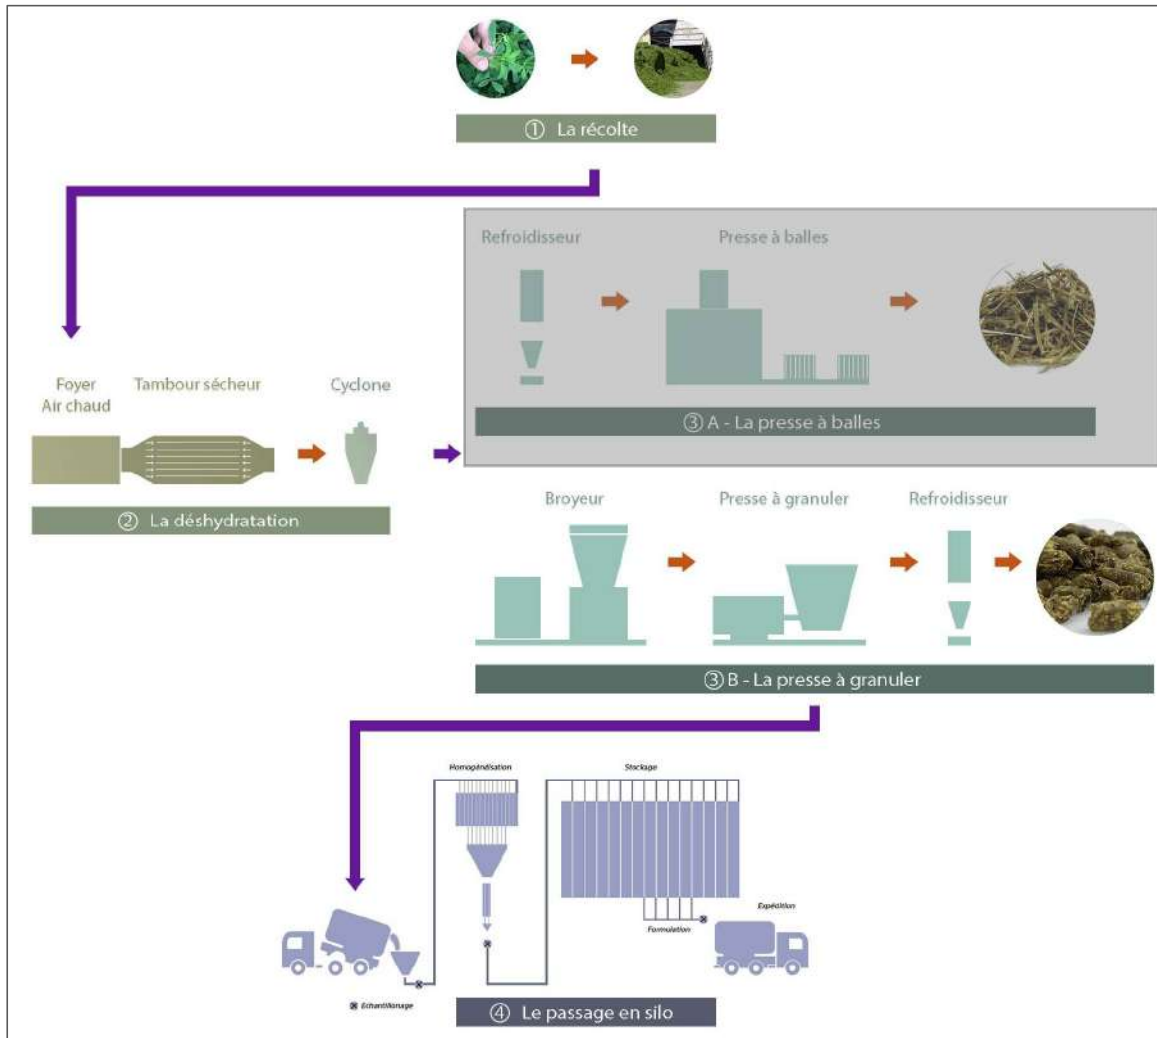 ① La récolte
Refroidisseur
Presse à balles
③ A - La presse à balles
Foyer
Air chaud
Tambour sécheur
Cyclone
② La déshydratation
Broyeur
Presse à granuler
Refroidisseur
③ B - La presse à granuler
Homogénéisation
Stockage
Formulation
Expédition
Echantillonage
④ Le passage en silo